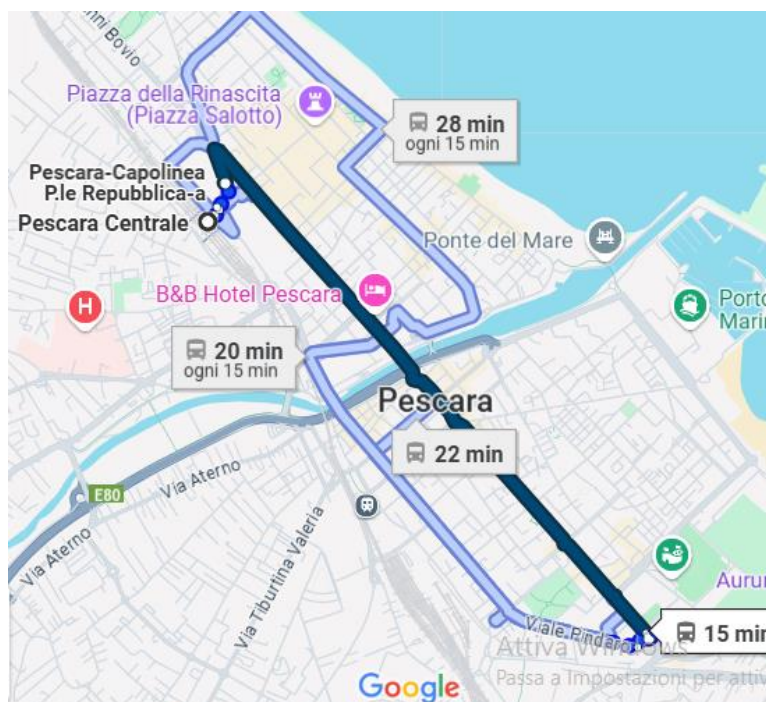 nni Bovio
Piazza della Rinascita
(Piazza Salotto)
28 min
ogni 15 min
Pescara-Capolinea
P.le Repubblica-a
Pescara Centrale
Ponte del Mare
B&B Hotel Pescara
H
Porto
Marin
20 min
ogni 15 min
Pescara
22 min
E80
Via Aterno
Via Aterno
Via Tiburtina Valeria
Aurum
Viale Pindaro
15 min
Attiva Windows
Passa a Impostazioni per attiv
Google